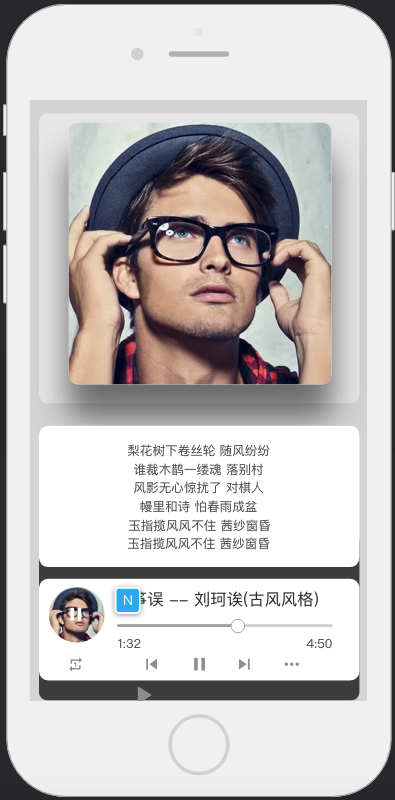 梨花树下卷丝轮 随风纷纷
谁裁木鹊一缕魂 落别村
风影无心惊扰了 对棋人
幔里和诗 怕春雨成盆
玉指揽风风不住 茜纱窗昏
玉指揽风风不住 茜纱窗昏
N
筝误 -- 刘珂诶(古风风格)
1:32
4:50
1